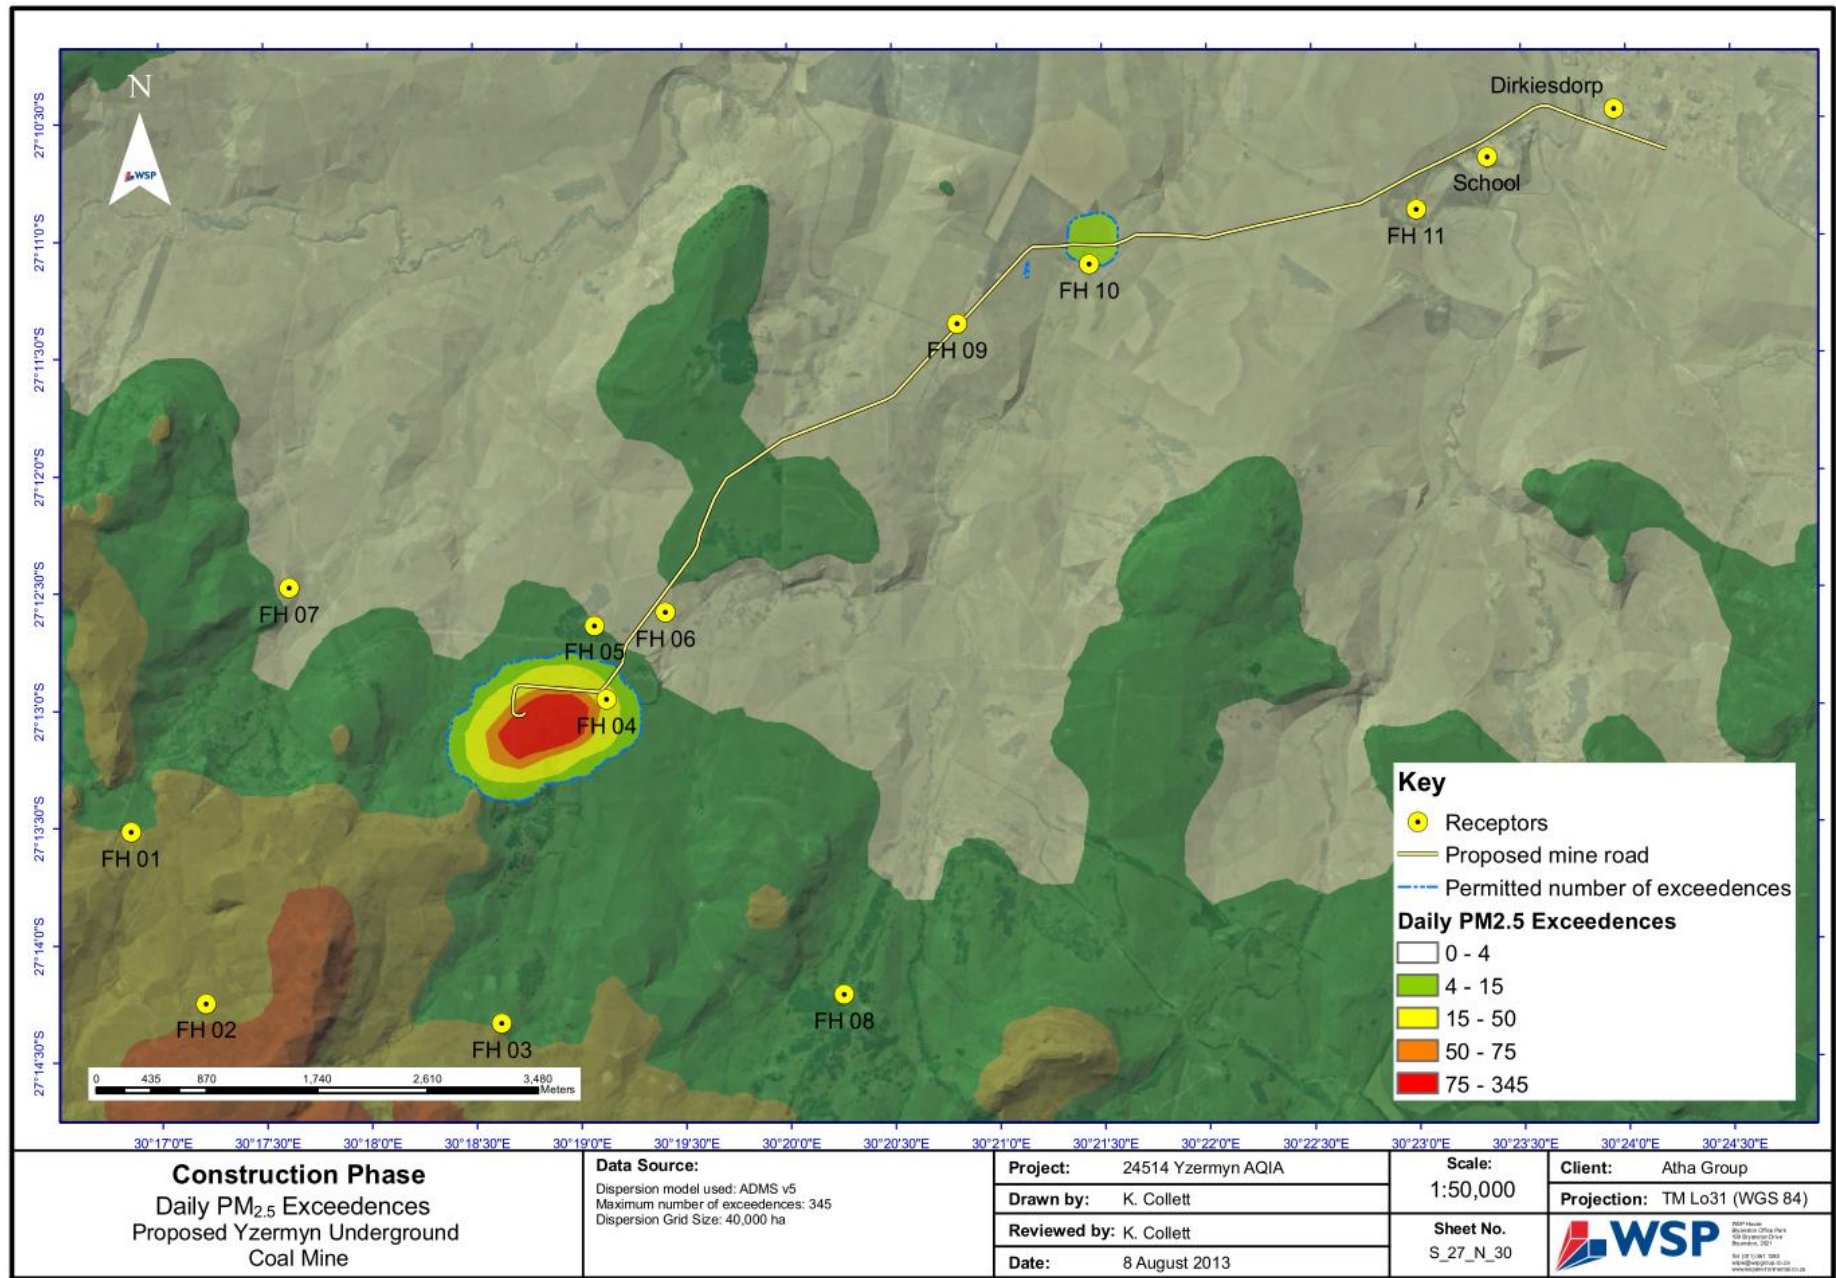 N
WSP
27°10'30"S
27°11'0"S
27°11'30"S
27°12'0"S
27°12'30"S
27°13'0"S
27°13'30"S
27°14'0"S
27°14'30"S
Dirkiesdorp
School
FH 11
FH 10
FH 09
FH 07
FH 06
FH 05
FH 04
FH 01
FH 02
FH 03
FH 08
0 435 870 1,740 2,610 3,480
Meters
Key
Receptors
Proposed mine road
Permitted number of exceedences
Daily PM2.5 Exceedences
0 - 4
4 - 15
15 - 50
50 - 75
75 - 345
30°17'0"E 30°17'30"E 30°18'0"E 30°18'30"E 30°19'0"E 30°19'30"E 30°20'0"E 30°20'30"E 30°21'0"E 30°21'30"E 30°22'0"E 30°22'30"E 30°23'0"E 30°23'30"E 30°24'0"E 30°24'30"E
Construction Phase
Daily PM2.5 Exceedences
Proposed Yzermyn Underground
Coal Mine
Data Source:
Dispersion model used: ADMS v5
Maximum number of exceedences: 345
Dispersion Grid Size: 40,000 ha
Project: 24514 Yzermyn AQIA
Drawn by: K. Collett
Reviewed by: K. Collett
Date: 8 August 2013
Scale:
1:50,000
Sheet No.
S_27_N_30
Client: Atha Group
Projection: TM Lo31 (WGS 84)
WSP